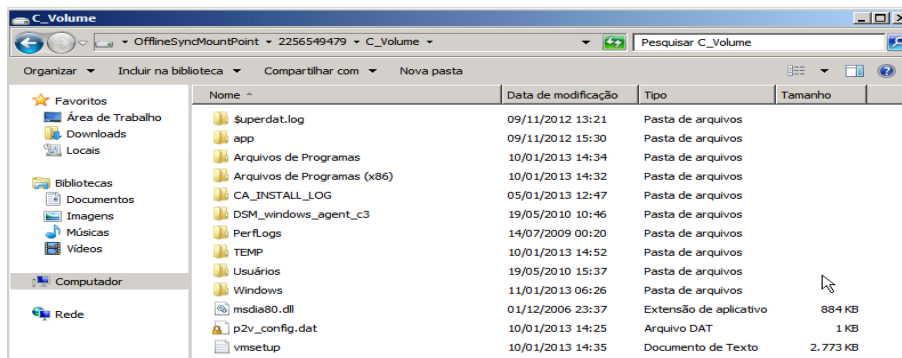 C_Volume
OfflineSyncMountPoint 2256549479 C_Volume
Pesquisar C_Volume
Organizar Incluir na biblioteca Compartilhar com Nova pasta
Favoritos
Área de Trabalho
Downloads
Locais
Bibliotecas
Documentos
Imagens
Músicas
Vídeos
Computador
Rede
Nome Data de modificação Tipo Tamanho
$uperdat.log 09/11/2012 13:21 Pasta de arquivos
app 09/11/2012 15:30 Pasta de arquivos
Arquivos de Programas 10/01/2013 14:34 Pasta de arquivos
Arquivos de Programas (x86) 10/01/2013 14:32 Pasta de arquivos
CA_INSTALL_LOG 05/01/2013 12:47 Pasta de arquivos
DSM_windows_agent_c3 19/05/2010 10:46 Pasta de arquivos
PerfLogs 14/07/2009 00:20 Pasta de arquivos
TEMP 10/01/2013 14:52 Pasta de arquivos
Usuários 19/05/2010 15:37 Pasta de arquivos
Windows 11/01/2013 06:26 Pasta de arquivos
msdia80.dll 01/12/2006 23:37 Extensão de aplicativo 884 KB
p2v_config.dat 10/01/2013 14:25 Arquivo DAT 1 KB
vmsetup 10/01/2013 14:35 Documento de Texto 2.773 KB